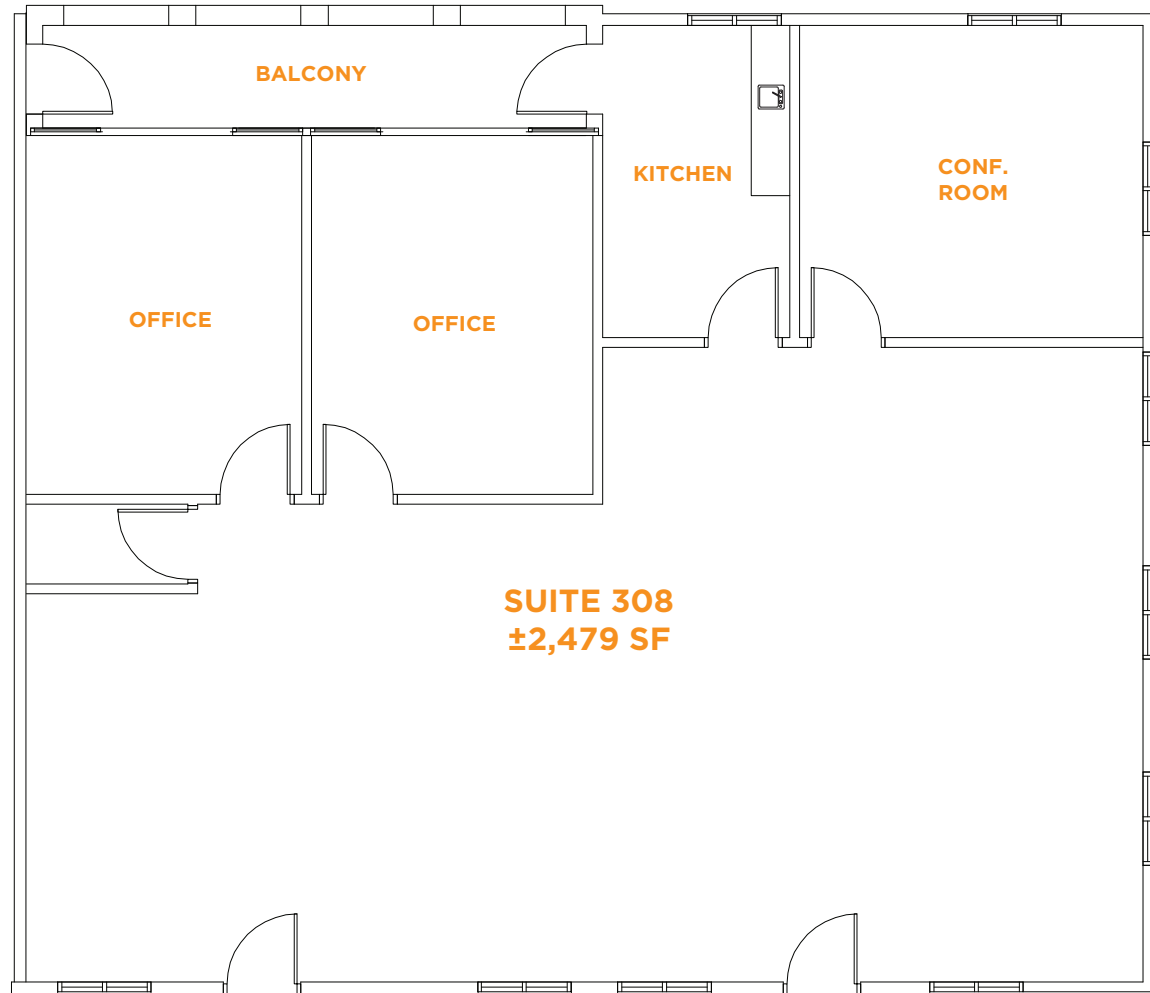 BALCONY
KITCHEN
CONF.
ROOM
OFFICE
OFFICE
SUITE 308
±2,479 SF